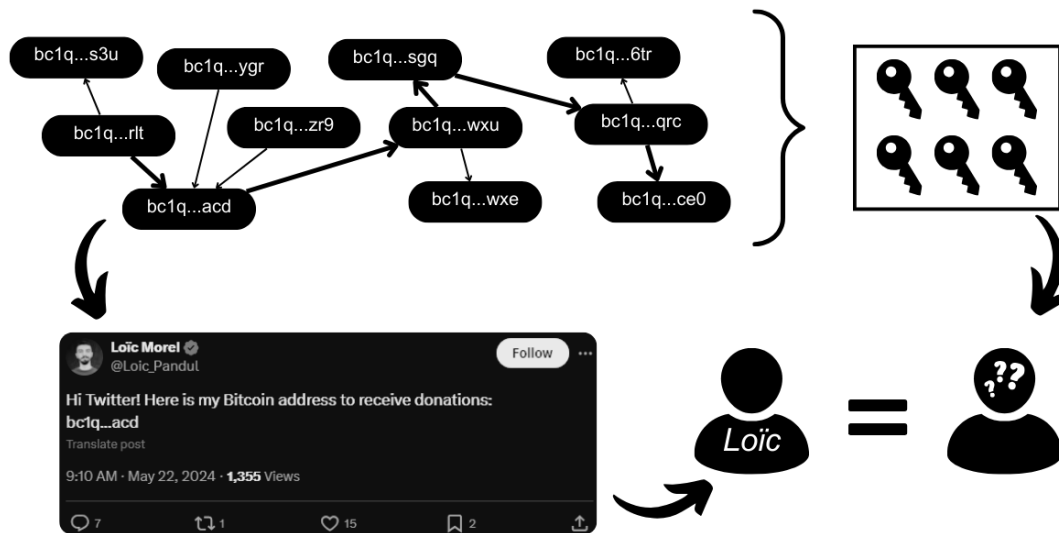 bc1q...s3u
bc1q...ygr
bc1q...sgq
bc1q...6tr
bc1q...rlt
bc1q...zr9
bc1q...wxu
bc1q...qrc
bc1q...acd
bc1q...wxe
bc1q...ce0
Loïc Morel
@Loic_Pandul
Follow
Hi Twitter! Here is my Bitcoin address to receive donations:
bc1q...acd
Translate post
9:10 AM · May 22, 2024 · 1,355 Views
7
1
15
2
Loïc
???